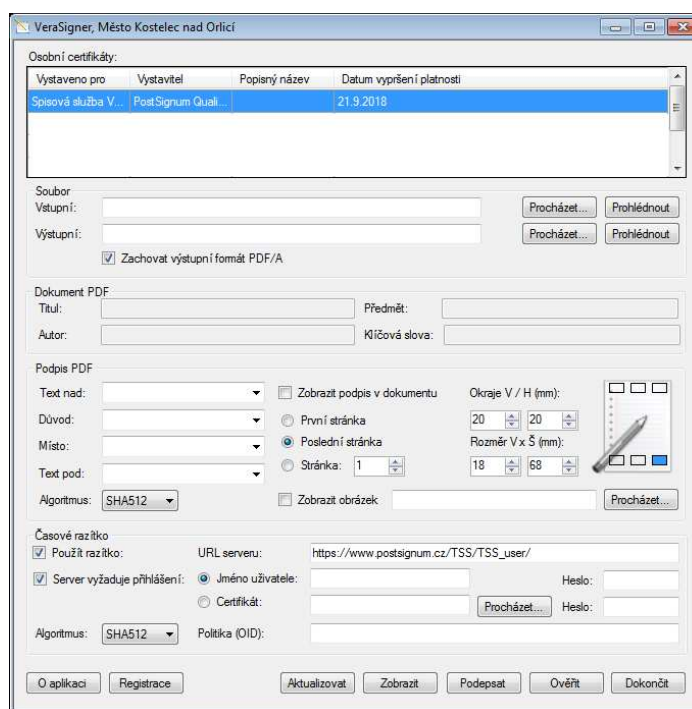 VeraSigner, Město Kostelec nad Orlicí
Osobní certifikáty:
Vystaveno pro Vystavitel Popisný název Datum vypršení platnosti
Spisová služba V... PostSignum Quali... 21.9.2018
Soubor
Vstupní: Procházet... Prohlédnout
Výstupní: Procházet... Prohlédnout
Zachovat výstupní formát PDF/A
Dokument PDF
Titul: Předmět:
Autor: Klíčová slova:
Podpis PDF
Text nad: Zobrazit podpis v dokumentu Okraje V / H (mm):
Důvod: První stránka 20 20
Místo: Poslední stránka Rozměr V x Š (mm):
Text pod: Stránka: 1 18 68
Algoritmus: SHA512 Zobrazit obrázek Procházet...
Časové razítko
Použít razítko: URL serveru: https://www.postsignum.cz/TSS/TSS_user/
Server vyžaduje přihlášení: Jméno uživatele: Heslo:
Certifikát: Procházet... Heslo:
Algoritmus: SHA512 Politika (OID):
O aplikaci Registrace Aktualizovat Zobrazit Podepsat Ověřit Dokončit